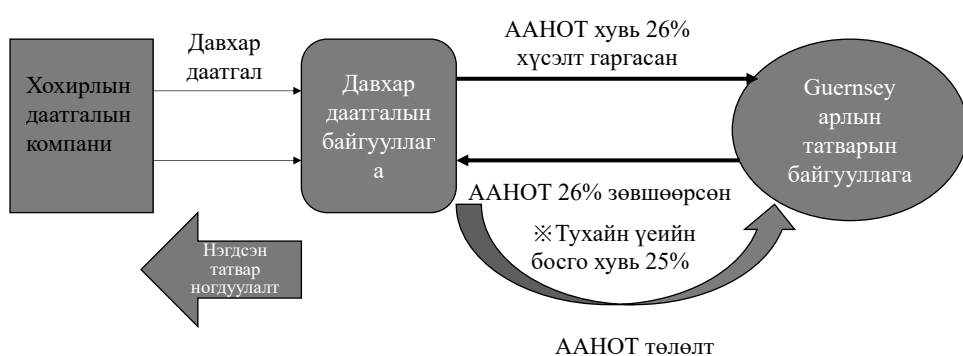 Хохирлын
даатгалын
компани
Давхар
даатгал
Давхар
даатгалын
байгууллаг
а
ААНОТ хувь 26%
хүсэлт гаргасан
Guernsey
арлын
татварын
байгууллага
ААНОТ 26% зөвшөөрсөн
※Тухайн үеийн
босго хувь 25%
Нэгдсэн
татвар
ногдуулалт
ААНОТ төлөлт